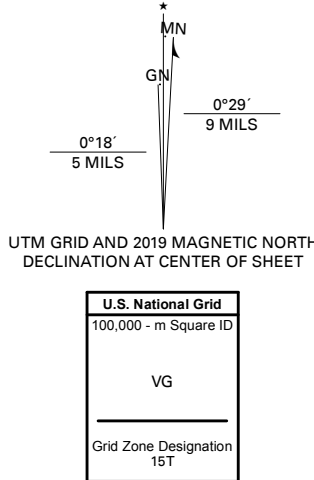 ★
MN
GN
0°29´
9 MILS
0°18´
5 MILS
UTM GRID AND 2019 MAGNETIC NORTH
DECLINATION AT CENTER OF SHEET
U.S. National Grid
100,000 - m Square ID
VG
Grid Zone Designation
15T